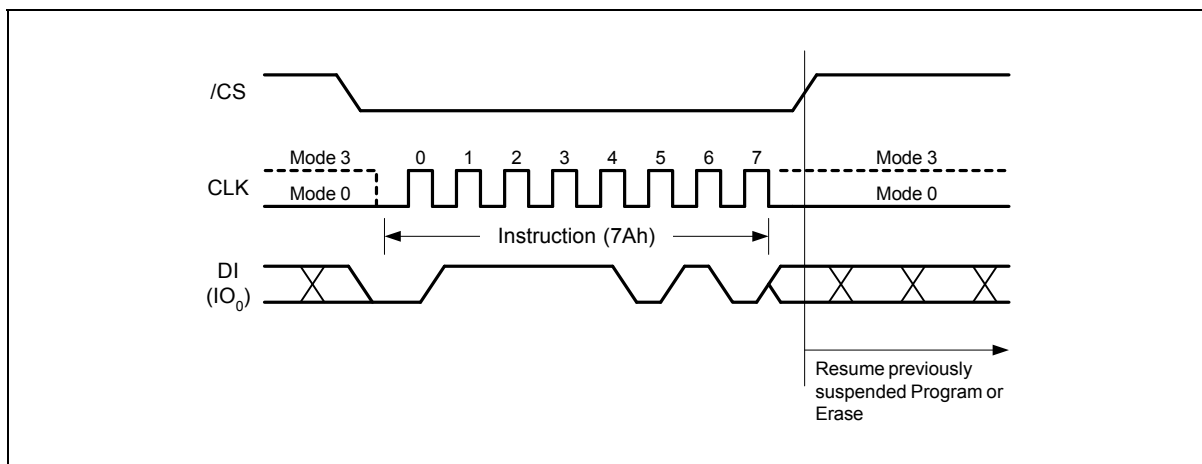 /CS
Mode 3
0 1 2 3 4 5 6 7
Mode 3
CLK
Mode 0
Mode 0
Instruction (7Ah)
DI
(IO0)
Resume previously
suspended Program or
Erase